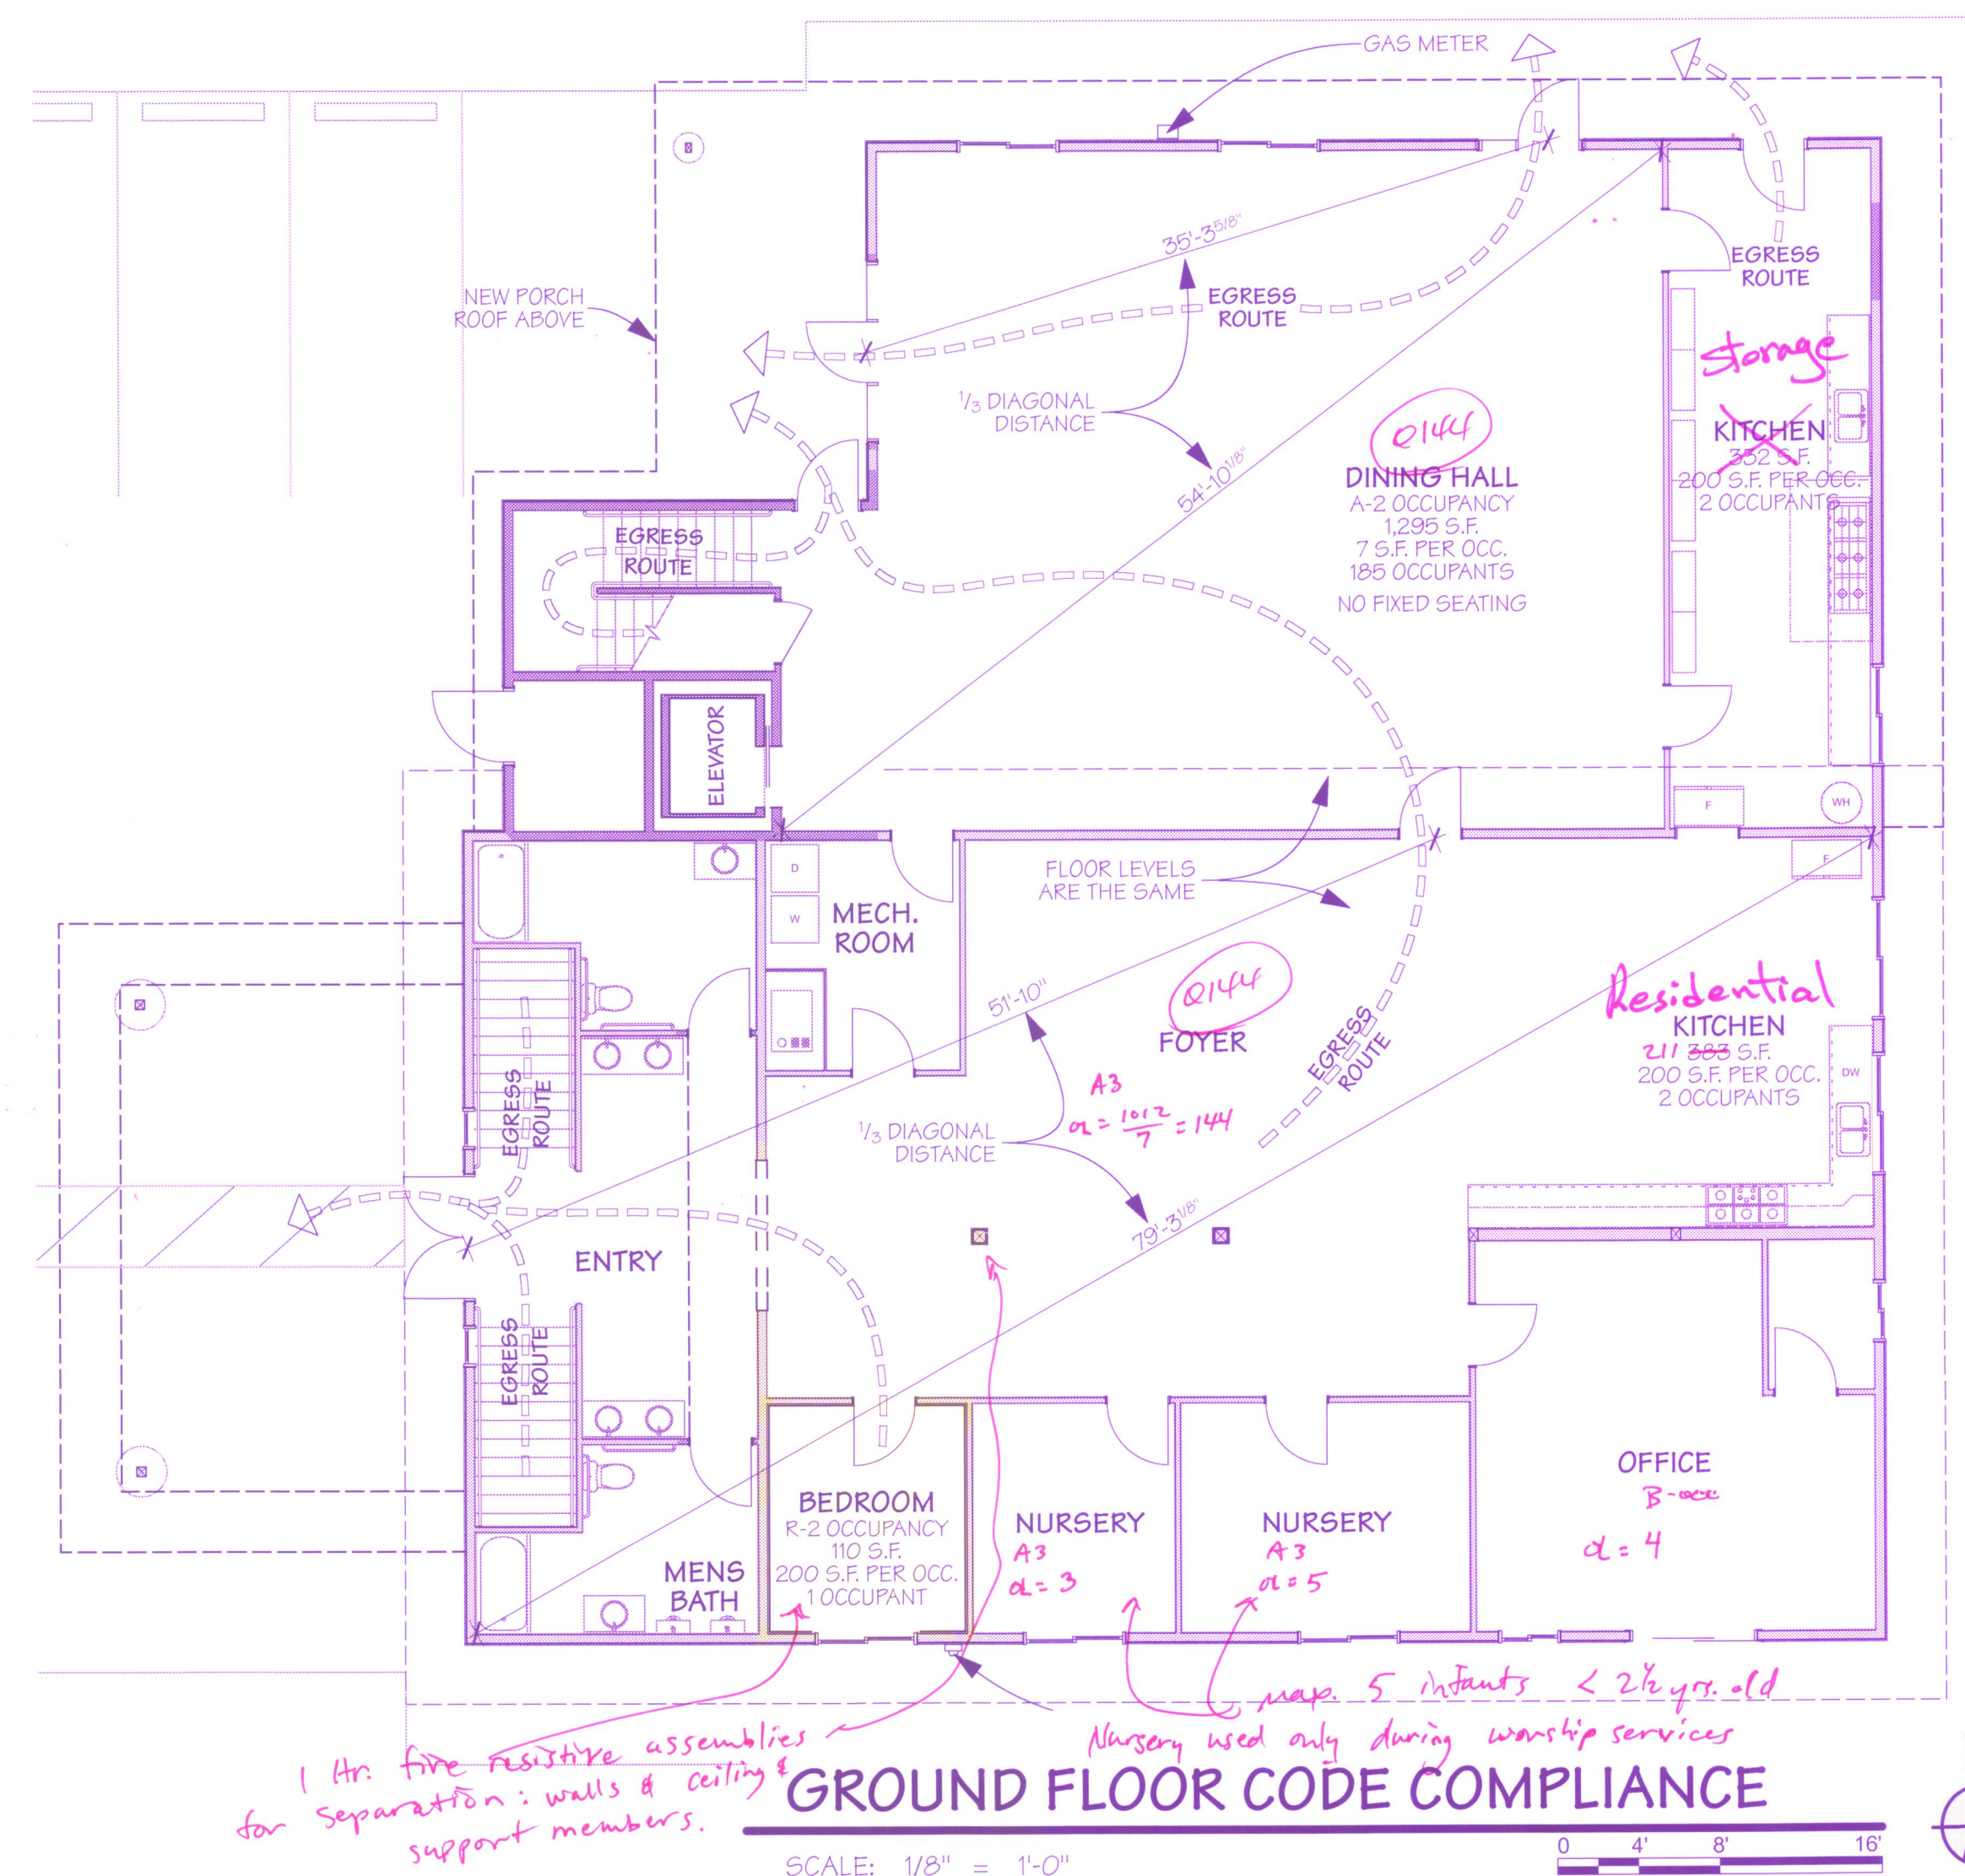 GAS METER
35'-3 5/8"
NEW PORCH
ROOF ABOVE
EGRESS
ROUTE
EGRESS
ROUTE
Storage
1/3 DIAGONAL
DISTANCE
54'-10 1/8"
DINING HALL
A-2 OCCUPANCY
1,295 S.F.
7 S.F. PER OCC.
185 OCCUPANTS
NO FIXED SEATING
KITCHEN
332 S.F.
200 S.F. PER OCC.
2 OCCUPANTS
EGRESS
ROUTE
ELEVATOR
F
WH
FLOOR LEVELS
ARE THE SAME
F
D
W
MECH.
ROOM
51'-10"
FOYER
A3
= 1012/7 = 144
EGRESS
ROUTE
Residential
KITCHEN
211 383 S.F.
200 S.F. PER OCC.
2 OCCUPANTS
DW
EGRESS
ROUTE
1/3 DIAGONAL
DISTANCE
79'-3 1/8"
ENTRY
EGRESS
ROUTE
BEDROOM
R-2 OCCUPANCY
110 S.F.
200 S.F. PER OCC.
1 OCCUPANT
MENS
BATH
NURSERY
A3
= 3
NURSERY
A3
= 5
OFFICE
B-occ
= 4
max. 5 infants < 2½ yrs. old
Nursery used only during worship services
1 Hr. fire resistive assemblies
for separation: walls & ceiling &
support members.
GROUND FLOOR CODE COMPLIANCE
SCALE: 1/8" = 1'-0"
0 4' 8' 16'